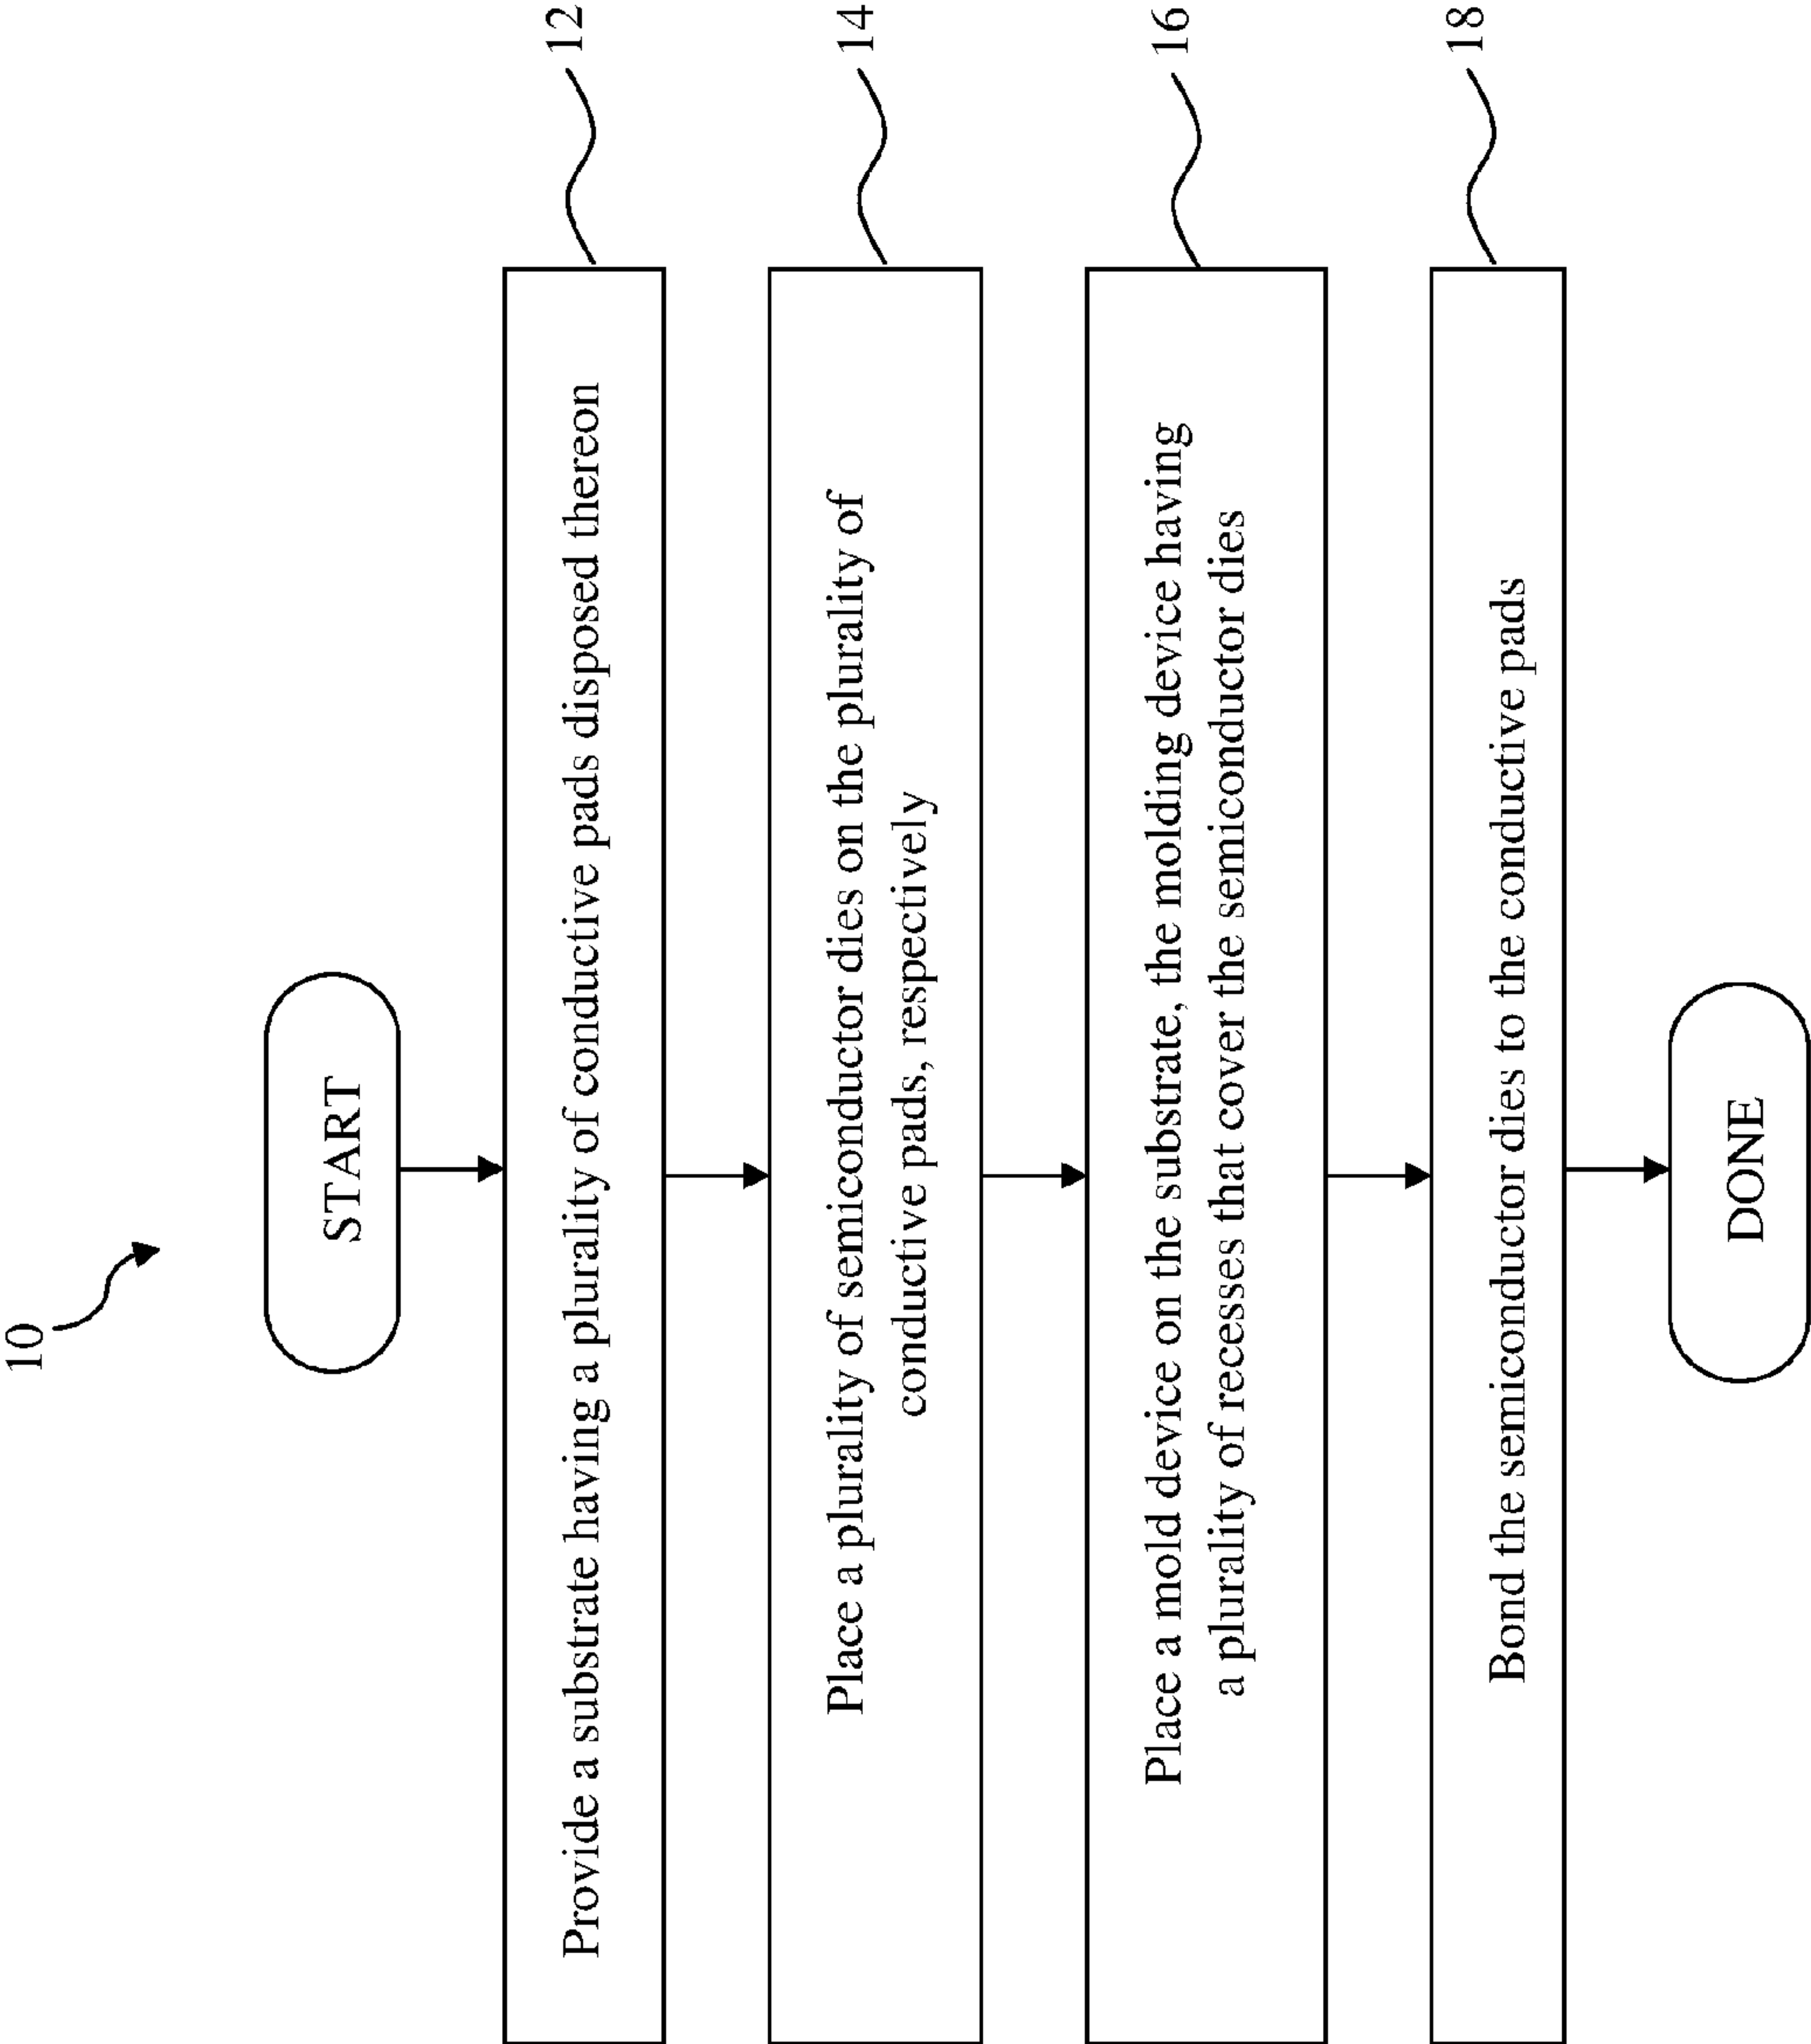 10
START
Provide a substrate having a plurality of conductive pads disposed thereon
12
Place a plurality of semiconductor dies on the plurality of
conductive pads, respectively
14
Place a mold device on the substrate, the molding device having
a plurality of recesses that cover the semiconductor dies
16
Bond the semiconductor dies to the conductive pads
18
DONE